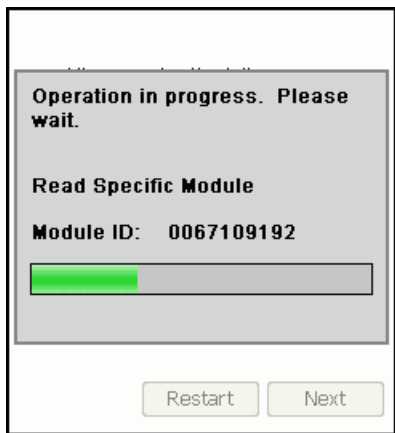 Operation in progress. Please
wait.
Read Specific Module
Module ID: 0067109192
Restart
Next